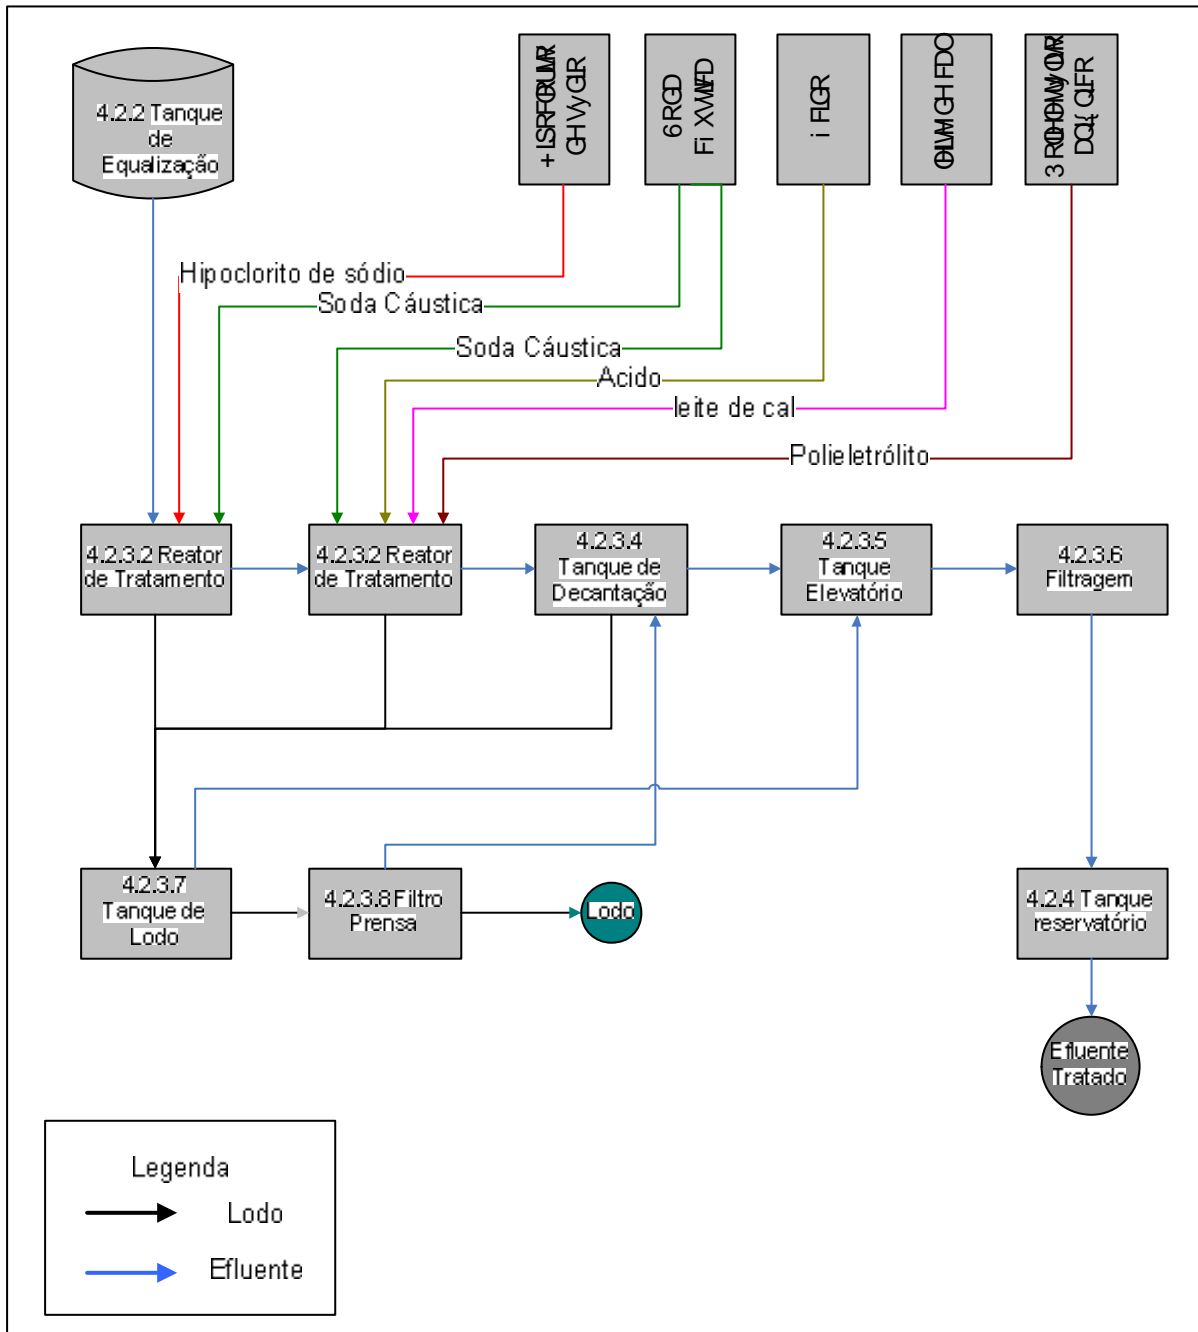 4.2.2 Tanque
de
Equalização
Hipoclorito de sódio
Soda Cáustica
Soda Cáustica
Acido
leite de cal
Polieletrólito
4.2.3.2 Reator
de Tratamento
4.2.3.2 Reator
de Tratamento
4.2.3.4
Tanque de
Decantação
4.2.3.5
Tanque
Elevatório
4.2.3.6
Filtragem
4.2.3.7
Tanque de
Lodo
4.2.3.8 Filtro
Prensa
Lodo
4.2.4 Tanque
reservatório
Efluente
Tratado
Legenda
Lodo
Efluente